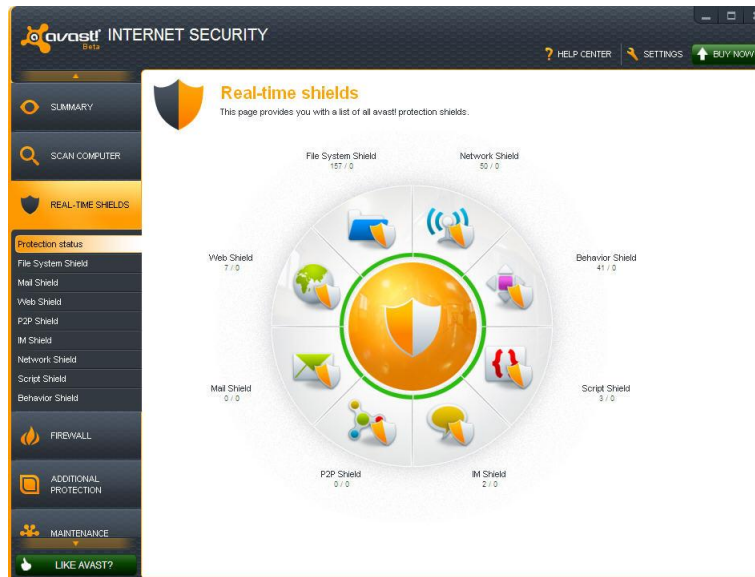 avast! INTERNET SECURITY
Beta
? HELP CENTER
SETTINGS
BUY NOW
SUMMARY
SCAN COMPUTER
REAL-TIME SHIELDS
Protection status
File System Shield
Mail Shield
Web Shield
P2P Shield
IM Shield
Network Shield
Script Shield
Behavior Shield
FIREWALL
ADDITIONAL
PROTECTION
MAINTENANCE
LIKE AVAST?
Real-time shields
This page provides you with a list of all avast! protection shields.
File System Shield
157 / 0
Network Shield
50 / 0
Web Shield
7 / 0
Behavior Shield
41 / 0
{ }
Mail Shield
0 / 0
Script Shield
3 / 0
P2P Shield
0 / 0
IM Shield
2 / 0